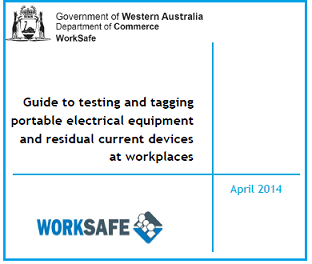 Government of Western Australia
Department of Commerce
WorkSafe
Guide to testing and tagging
portable electrical equipment
and residual current devices
at workplaces
April 2014
WORKSAFE